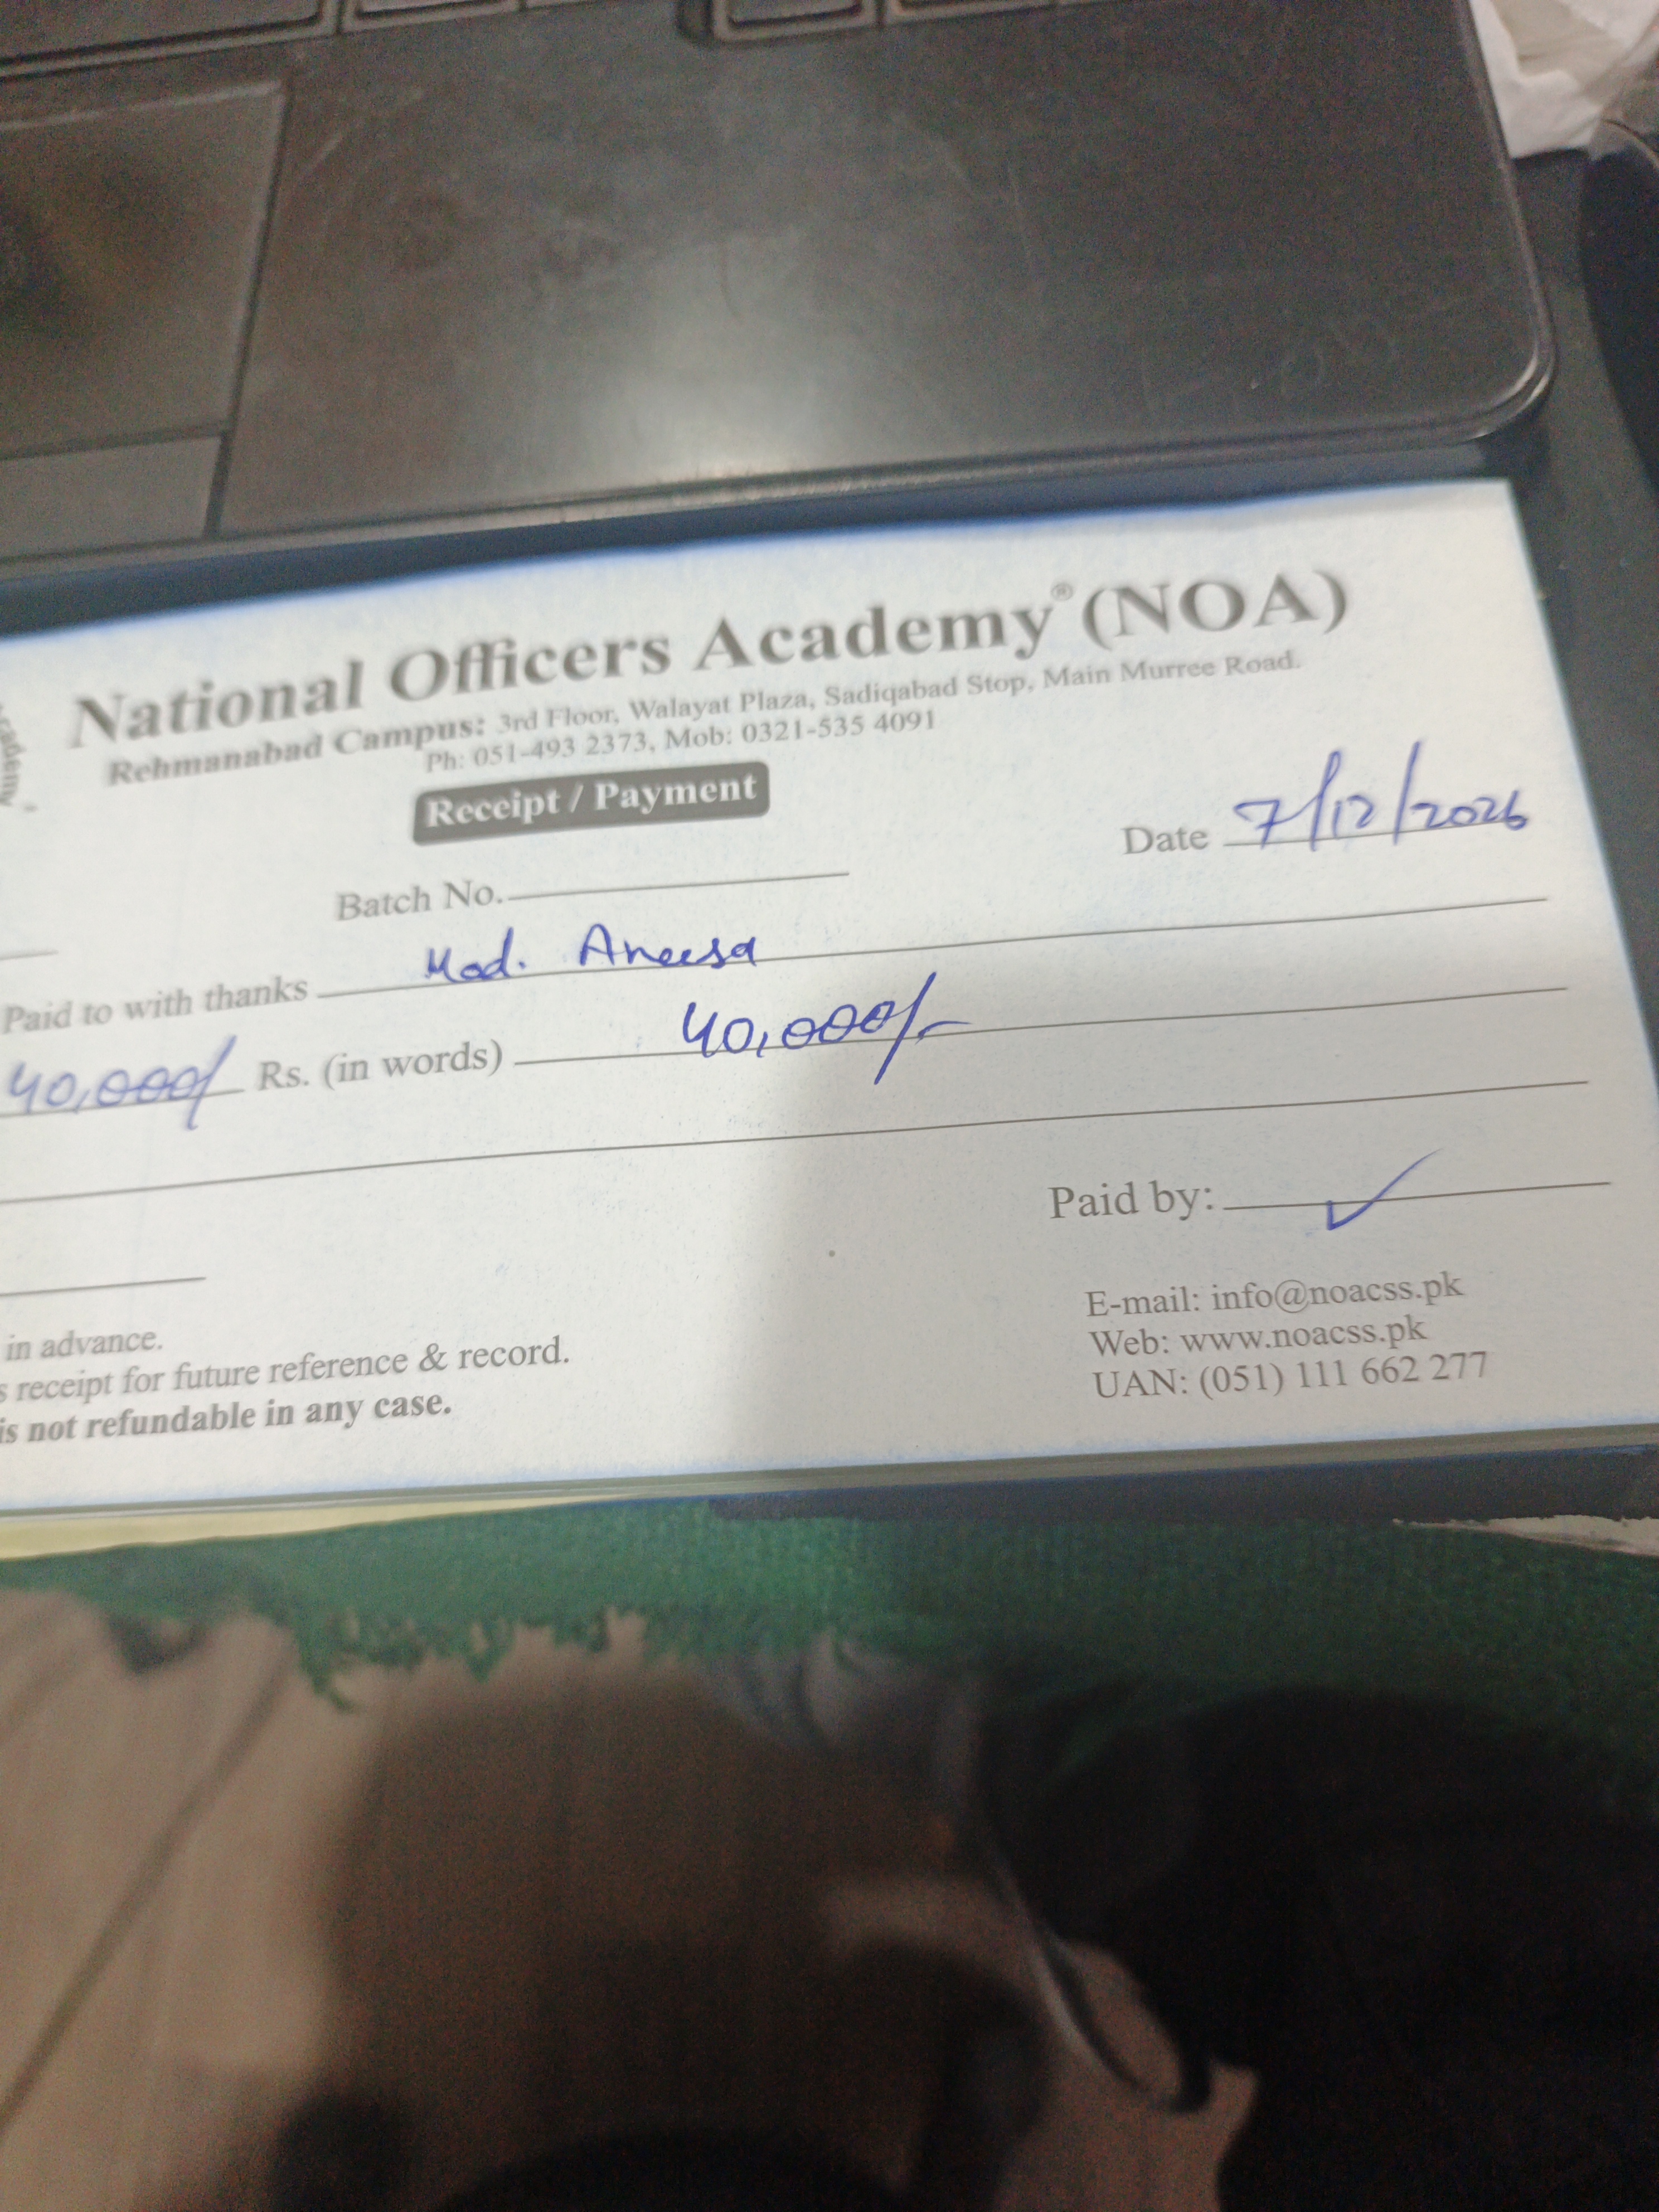 National Officers Academy® (NOA)
Rehmanabad Campus: 3rd Floor, Walayat Plaza, Sadiqabad Stop, Main Murree Road.
Ph: 051-493 2373, Mob: 0321-535 4091
Receipt / Payment
Date 7/12/2026
Batch No.
Paid to with thanks Mad. Aneesa
40,000/ Rs. (in words) 40,000/-
Paid by:
in advance.
s receipt for future reference & record.
is not refundable in any case.
E-mail: info@noacss.pk
Web: www.noacss.pk
UAN: (051) 111 662 277